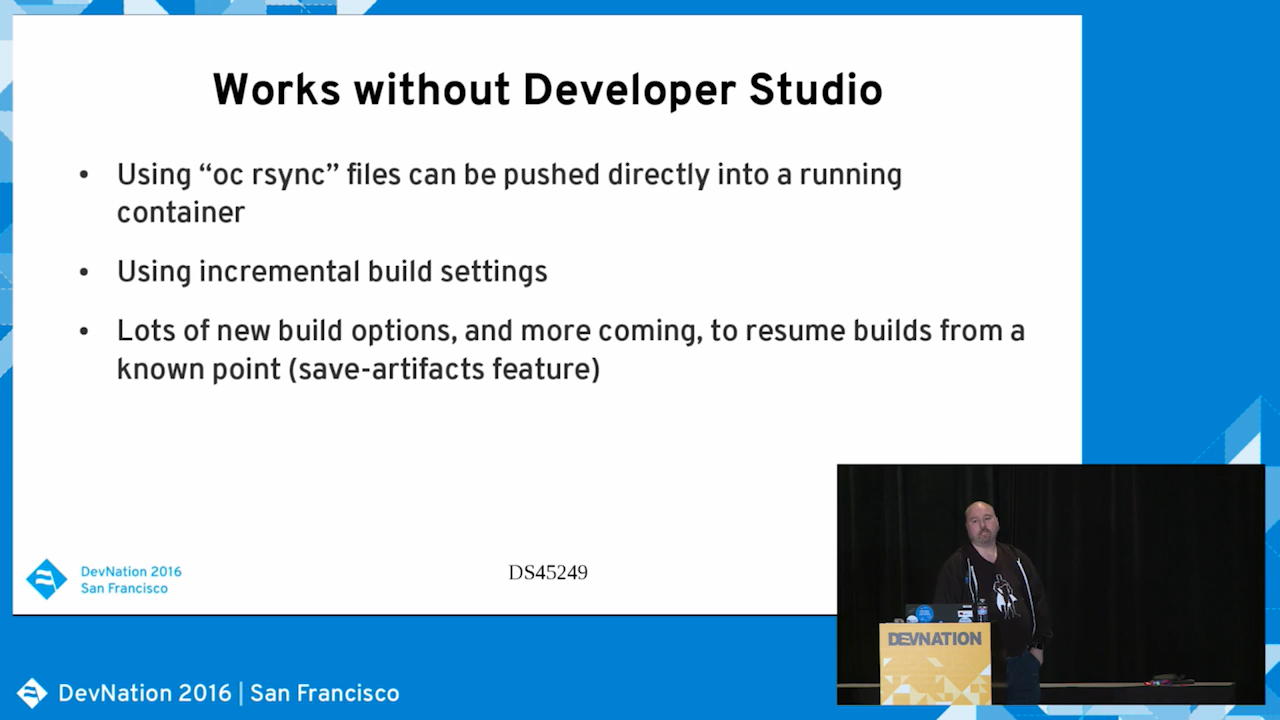 Works without Developer Studio
• Using “oc rsync” files can be pushed directly into a running
container
• Using incremental build settings
• Lots of new build options, and more coming, to resume builds from a
known point (save-artifacts feature)
DevNation 2016
San Francisco
DS45249
DEVNATION
DevNation 2016 | San Francisco